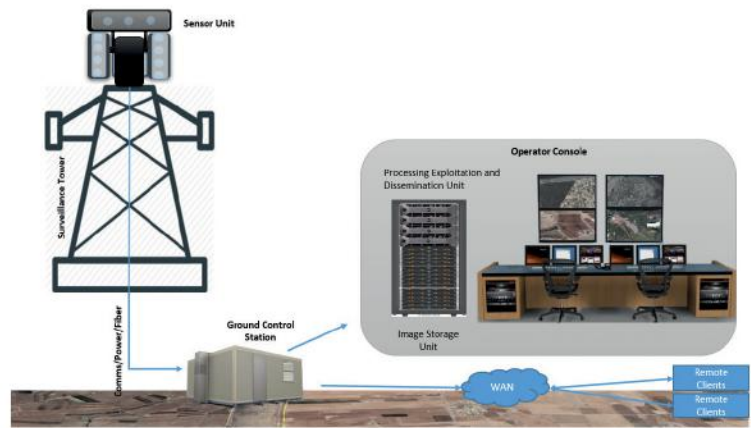 Sensor Unit
Surveillance Tower
Comms/Power/Fiber
Ground Control
Station
Operator Console
Processing Exploitation and
Dissemination Unit
Image Storage
Unit
WAN
Remote
Clients
Remote
Clients